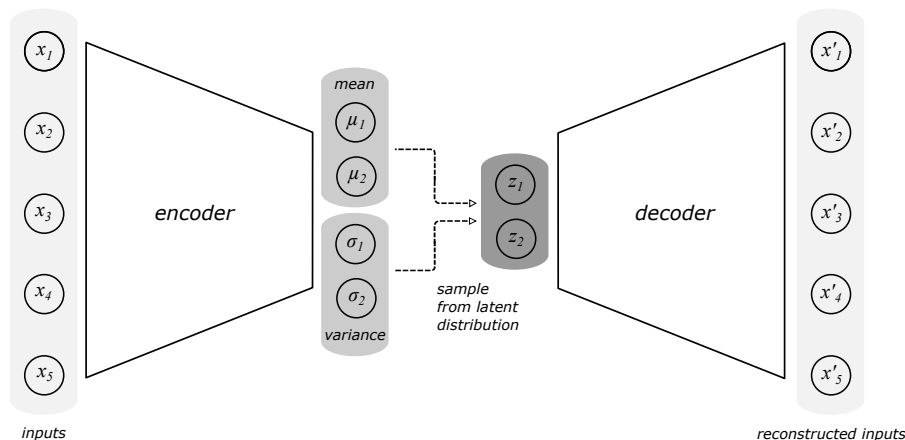 x1
x2
x3
x4
x5
inputs
encoder
mean
μ1
μ2
σ1
σ2
variance
z1
z2
sample
from latent
distribution
decoder
x'1
x'2
x'3
x'4
x'5
reconstructed inputs